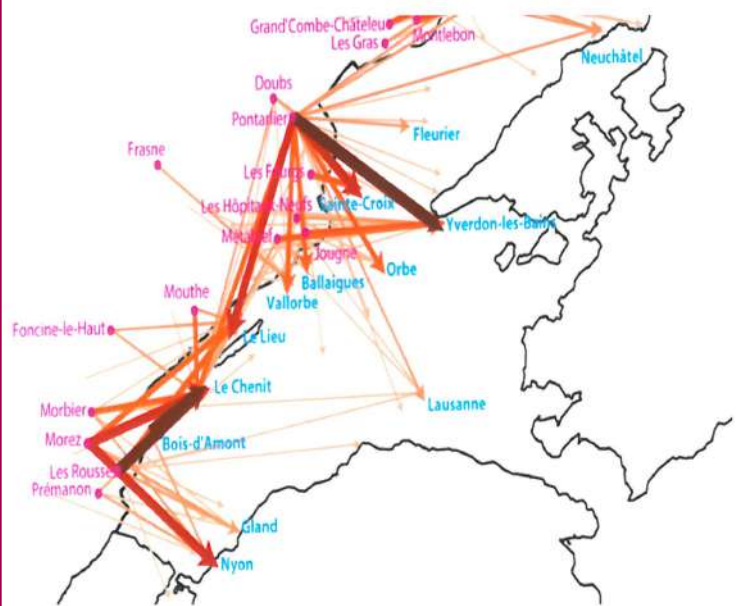 Grand'Combe-Châteleu
Montlebon
Les Gras
Neuchâtel
Doubs
Pontarlier
Fleurier
Frasne
Les Fourgs
Sainte-Croix
Les Hôpitaux-Neufs
Yverdon-les-Bains
Métabief
Jougne
Orbe
Ballaigues
Mouthe
Vallorbe
Foncine-le-Haut
Le Lieu
Le Chenit
Morbier
Lausanne
Morez
Bois-d'Amont
Les Rousses
Prémanon
Gland
Nyon